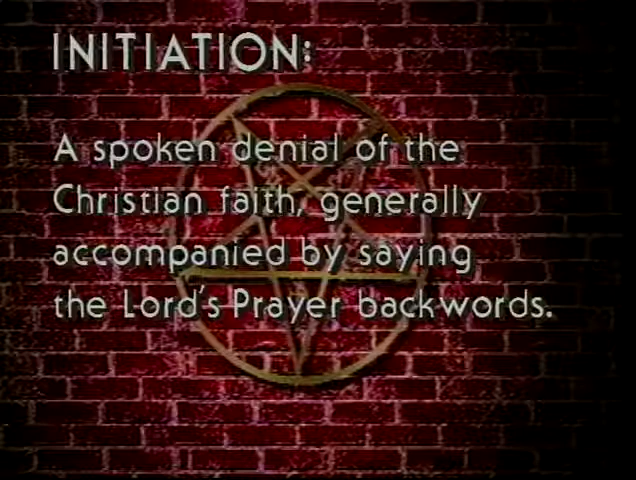 INITIATION:
A spoken denial of the
Christian faith, generally
accompanied by saying
the Lord's Prayer backwords.